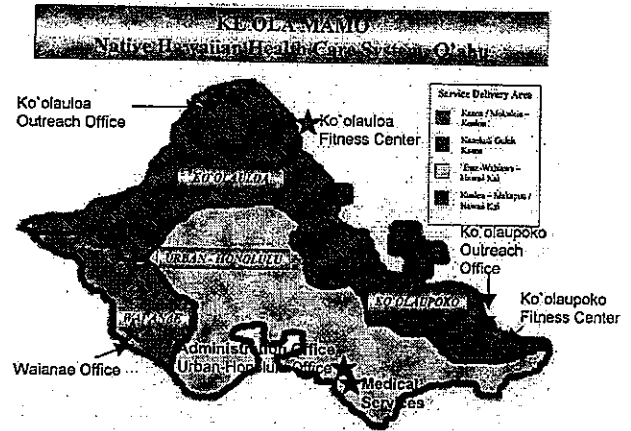 KE OLA MAMO
Native Hawaiian Health Care System O'ahu
Ko`olauloa
Outreach Office
Ko`olauloa
Fitness Center
Service Delivery Area
KO'OLAULOA
Ko`olaupoko
Outreach
Office
URBAN - HONOLULU
KO'OLAUPOKO
Ko`olaupoko
Fitness Center
WAIANAE
Waianae Office
Administration Office
Urban-Honolulu Office
Medical
Services